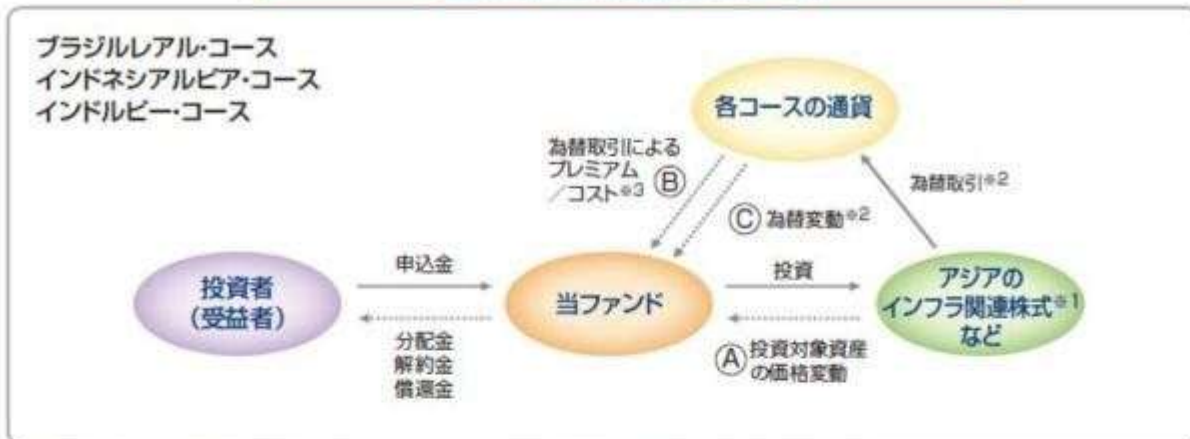 ブラジルレアル・コース
インドネシアルピア・コース
インドルピー・コース
各コースの通貨
為替取引による
プレミアム
／コスト※3 Ⓑ
為替取引※2
Ⓒ 為替変動※2
投資者
（受益者）
申込金
分配金
解約金
償還金
当ファンド
投資
Ⓐ 投資対象資産
の価格変動
アジアの
インフラ関連株式※1
など